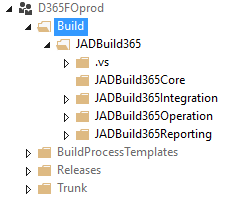 D365FOprod
Build
JADBuild365
.vs
JADBuild365Core
JADBuild365Integration
JADBuild365Operation
JADBuild365Reporting
BuildProcessTemplates
Releases
Trunk